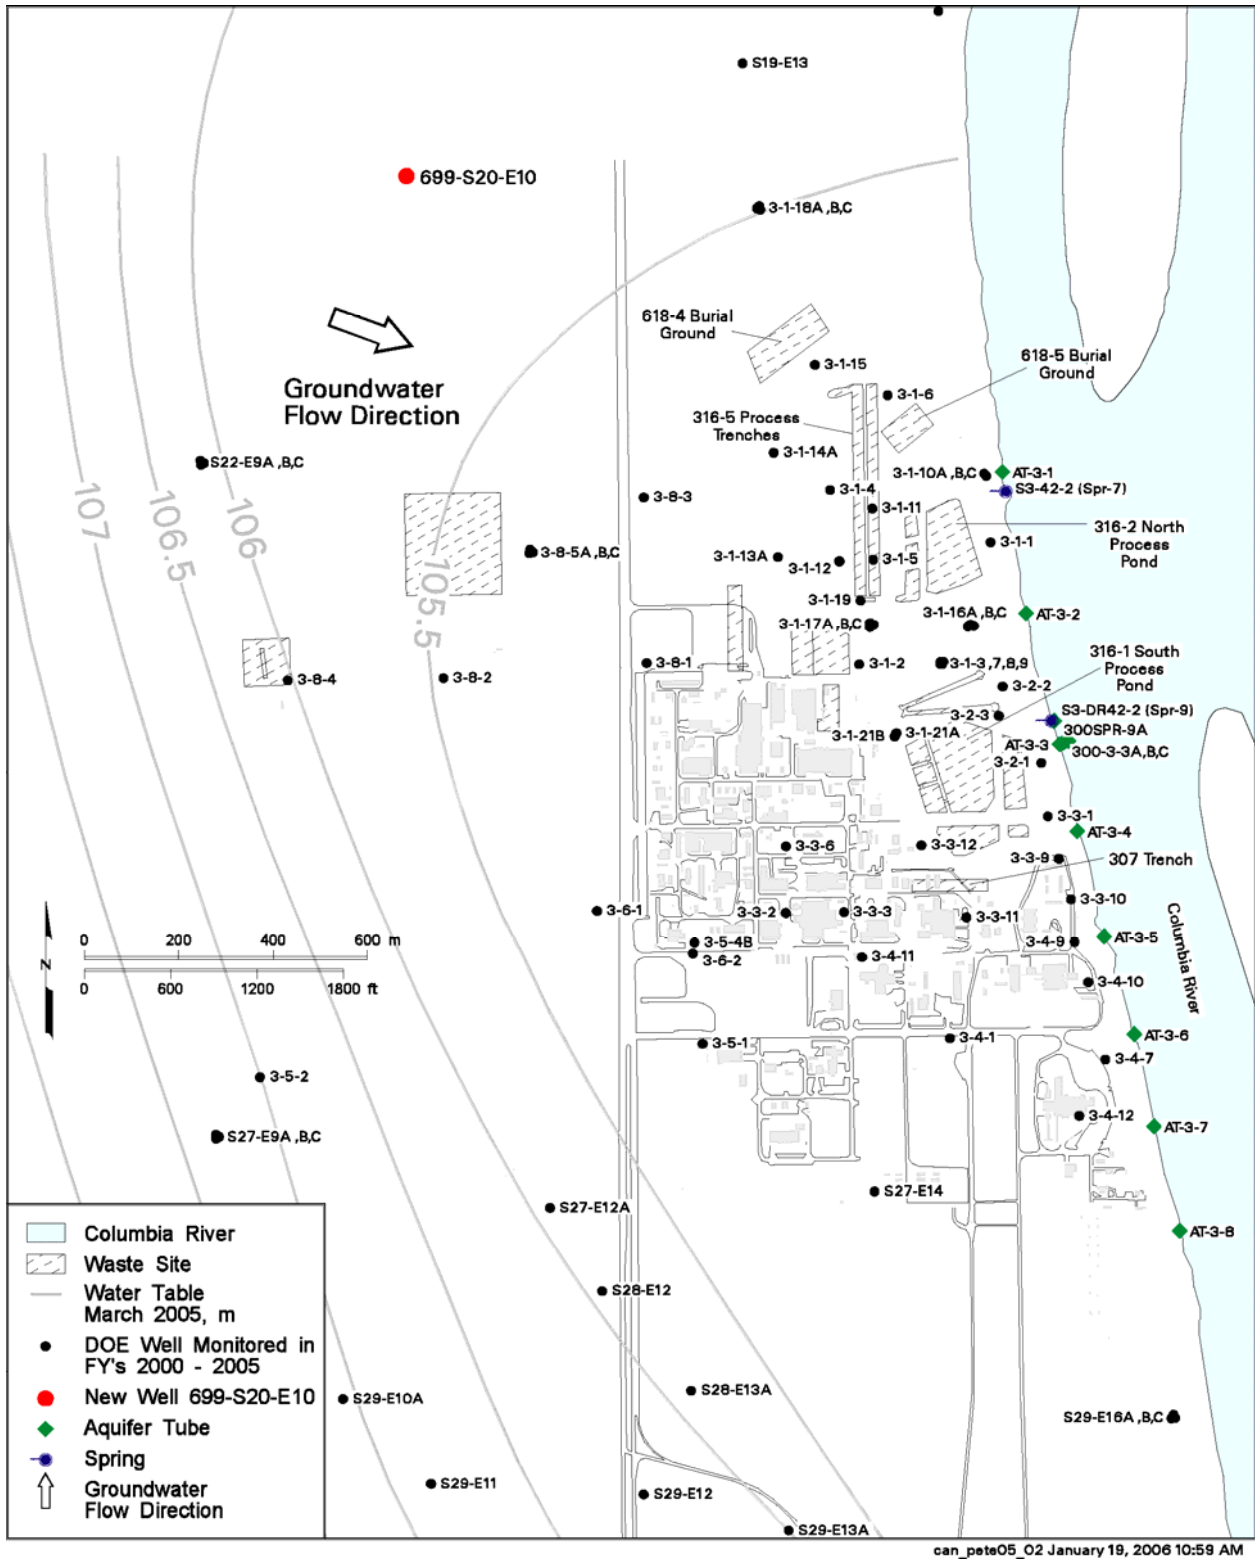 S19-E13
699-S20-E10
3-1-18A ,B,C
618-4 Burial
Ground
618-5 Burial
Ground
3-1-15
3-1-6
316-5 Process
Trenches
Groundwater
Flow Direction
3-1-14A
S22-E9A ,B,C
3-1-10A,B,C
AT-3-1
S3-42-2 (Spr-7)
3-8-3
3-1-4
3-1-11
107
106.5
106
105.5
316-2 North
Process
Pond
3-1-1
3-8-5A,B,C
3-1-13A
3-1-12
3-1-5
3-1-19
3-1-17A,B,C
3-1-16A,B,C
AT-3-2
316-1 South
Process
Pond
3-8-4
3-8-2
3-8-1
3-1-2
3-1-3,7,8,9
3-2-2
S3-DR42-2 (Spr-9)
3-2-3
300SPR-9A
3-1-21B
3-1-21A
AT-3-3
300-3-3A,B,C
3-2-1
3-3-1
AT-3-4
3-3-6
3-3-12
3-3-9
307 Trench
3-3-10
3-6-1
3-3-2
3-3-3
3-3-11
Columbia River
AT-3-5
3-5-4B
3-4-9
3-6-2
3-4-11
3-4-10
0 200 400 600 m
0 600 1200 1800 ft
N
AT-3-6
3-5-1
3-4-1
3-4-7
3-5-2
3-4-12
AT-3-7
S27-E9A ,B,C
S27-E14
S27-E12A
AT-3-8
S28-E12
S28-E13A
S29-E10A
S29-E16A ,B,C
S29-E11
S29-E12
S29-E13A
Columbia River
Waste Site
Water Table
March 2005, m
DOE Well Monitored in
FY's 2000 - 2005
New Well 699-S20-E10
Aquifer Tube
Spring
Groundwater
Flow Direction
can_pete05_02 January 19, 2006 10:59 AM